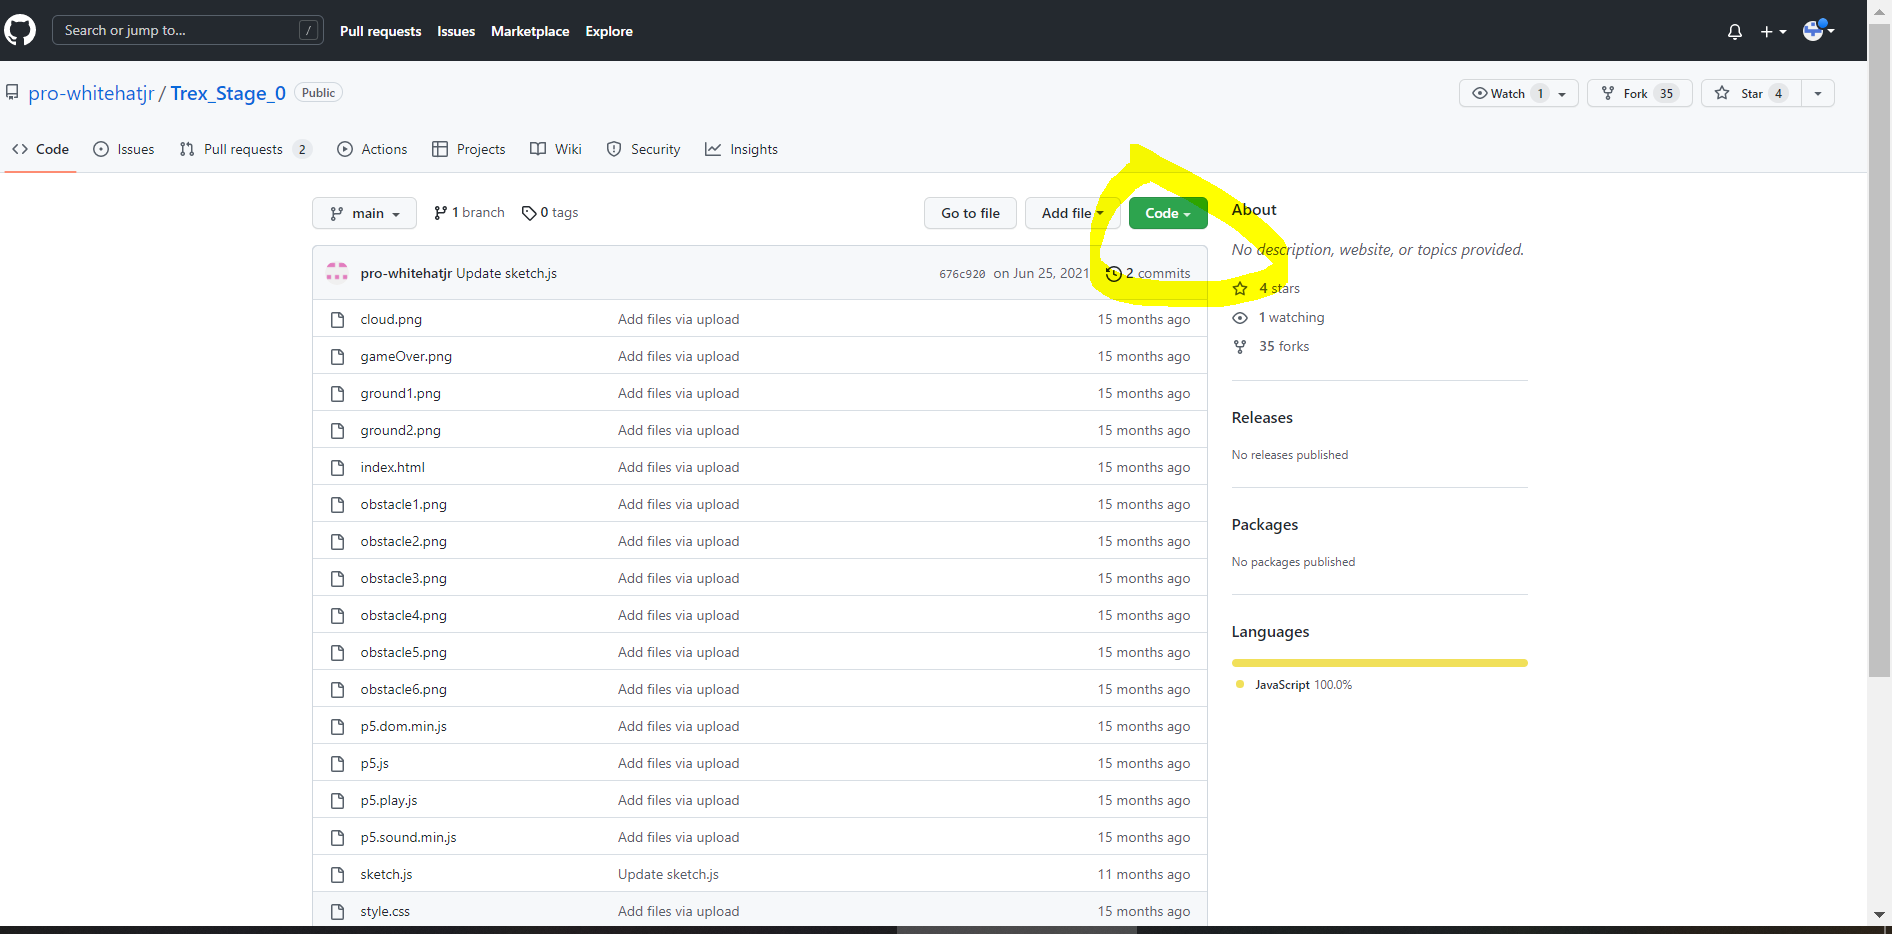 Search or jump to... /
Pull requests Issues Marketplace Explore
pro-whitehatjr / Trex_Stage_0 Public
Watch 1 Fork 35 Star 4
Code Issues Pull requests 2 Actions Projects Wiki Security Insights
main 1 branch 0 tags Go to file Add file Code
pro-whitehatjr Update sketch.js 676c920 on Jun 25, 2021 2 commits
cloud.png Add files via upload 15 months ago
gameOver.png Add files via upload 15 months ago
ground1.png Add files via upload 15 months ago
ground2.png Add files via upload 15 months ago
index.html Add files via upload 15 months ago
obstacle1.png Add files via upload 15 months ago
obstacle2.png Add files via upload 15 months ago
obstacle3.png Add files via upload 15 months ago
obstacle4.png Add files via upload 15 months ago
obstacle5.png Add files via upload 15 months ago
obstacle6.png Add files via upload 15 months ago
p5.dom.min.js Add files via upload 15 months ago
p5.js Add files via upload 15 months ago
p5.play.js Add files via upload 15 months ago
p5.sound.min.js Add files via upload 15 months ago
sketch.js Update sketch.js 11 months ago
style.css Add files via upload 15 months ago
About
No description, website, or topics provided.
4 stars
1 watching
35 forks
Releases
No releases published
Packages
No packages published
Languages
JavaScript 100.0%